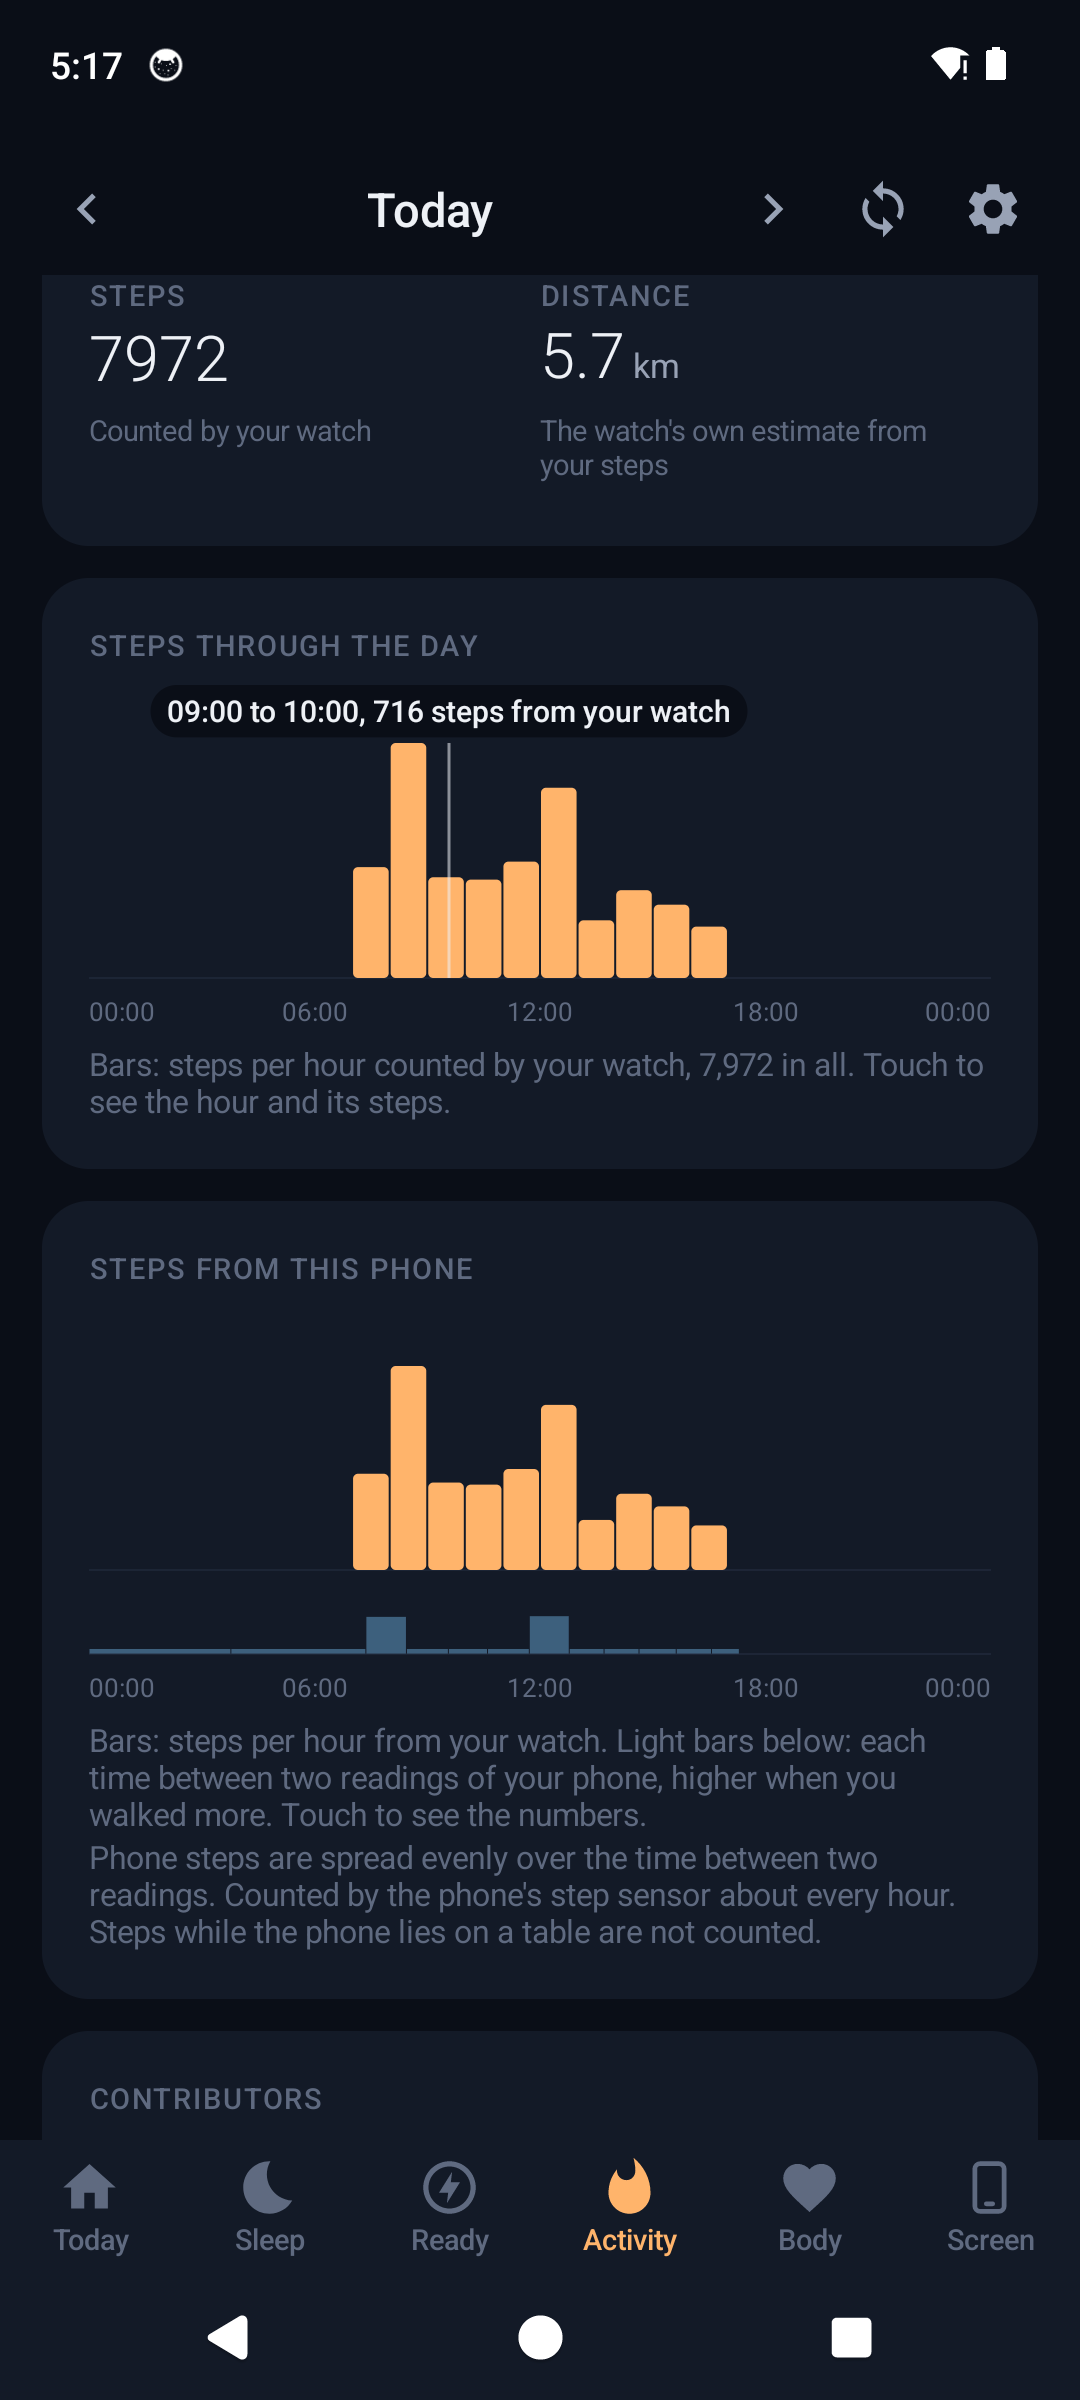 5:17
Today
STEPS
7972
Counted by your watch
DISTANCE
5.7 km
The watch's own estimate from
your steps
STEPS THROUGH THE DAY
09:00 to 10:00, 716 steps from your watch
00:00 06:00 12:00 18:00 00:00
Bars: steps per hour counted by your watch, 7,972 in all. Touch to
see the hour and its steps.
STEPS FROM THIS PHONE
00:00 06:00 12:00 18:00 00:00
Bars: steps per hour from your watch. Light bars below: each
time between two readings of your phone, higher when you
walked more. Touch to see the numbers.
Phone steps are spread evenly over the time between two
readings. Counted by the phone's step sensor about every hour.
Steps while the phone lies on a table are not counted.
CONTRIBUTORS
Today Sleep Ready Activity Body Screen